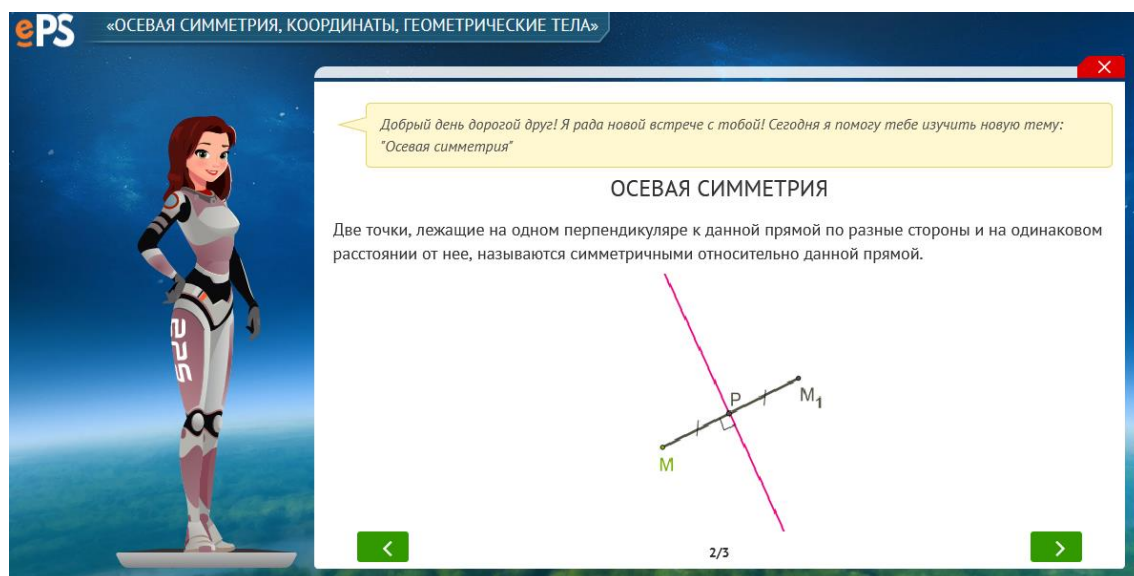 ePS
«ОСЕВАЯ СИММЕТРИЯ, КООРДИНАТЫ, ГЕОМЕТРИЧЕСКИЕ ТЕЛА»
Добрый день дорогой друг! Я рада новой встрече с тобой! Сегодня я помогу тебе изучить новую тему:
"Осевая симметрия"
ОСЕВАЯ СИММЕТРИЯ
Две точки, лежащие на одном перпендикуляре к данной прямой по разные стороны и на одинаковом
расстоянии от нее, называются симметричными относительно данной прямой.
P
M₁
M
EPS
2/3